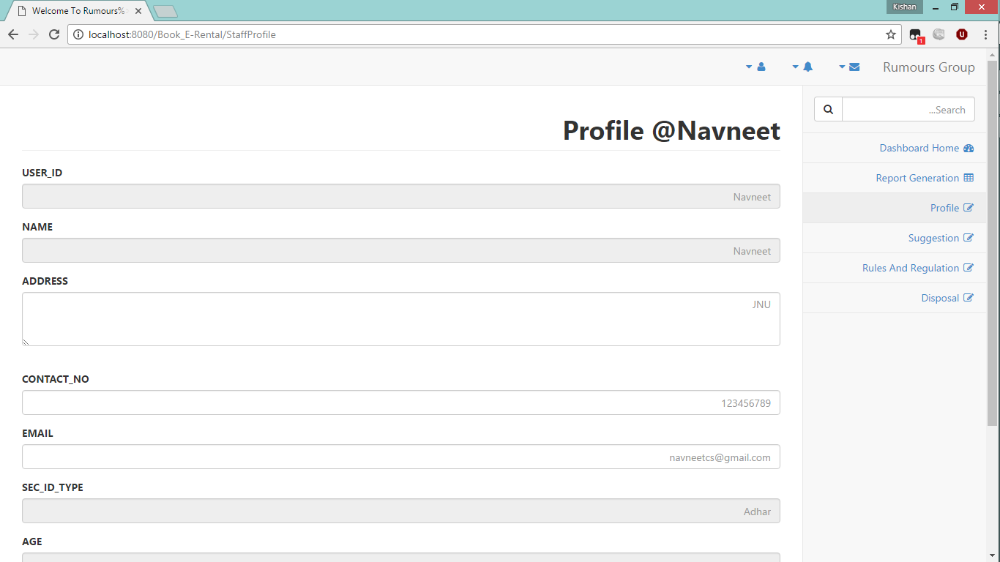 Welcome To Rumours%
Kishan
localhost:8080/Book_E-Rental/StaffProfile
1
Rumours Group
...Search
Dashboard Home
Report Generation
Profile
Suggestion
Rules And Regulation
Disposal
Profile @Navneet
USER_ID
Navneet
NAME
Navneet
ADDRESS
JNU
CONTACT_NO
123456789
EMAIL
navneetcs@gmail.com
SEC_ID_TYPE
Adhar
AGE